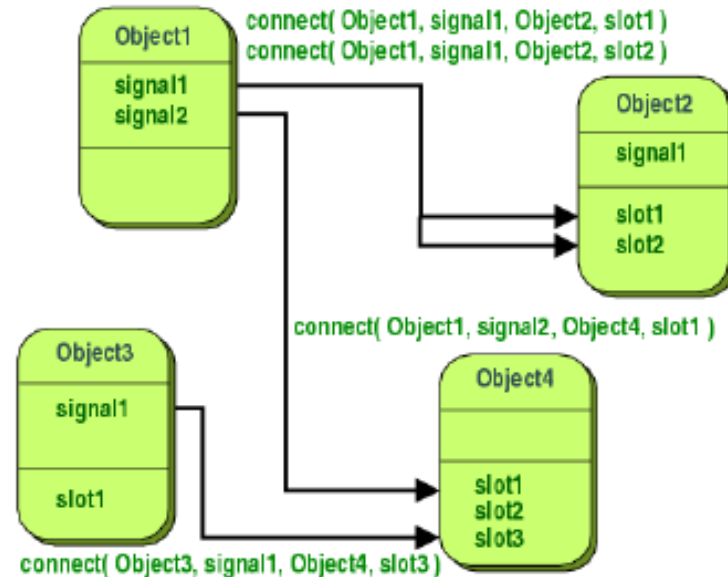 Object1
connect( Object1, signal1, Object2, slot1 )
connect( Object1, signal1, Object2, slot2 )
signal1
signal2
Object2
signal1
slot1
slot2
connect( Object1, signal2, Object4, slot1 )
Object3
signal1
slot1
Object4
slot1
slot2
slot3
connect( Object3, signal1, Object4, slot3 )